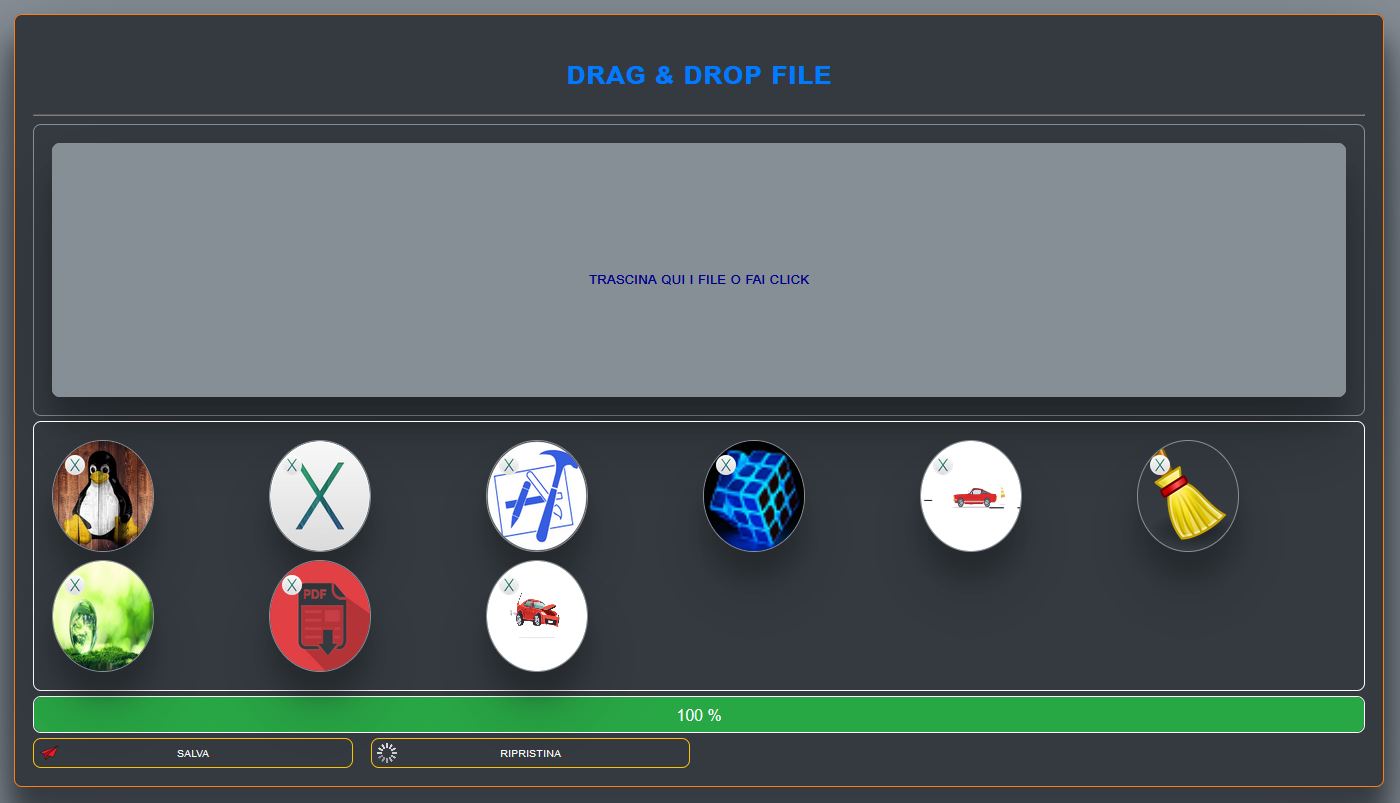 DRAG & DROP FILE
TRASCINA QUI I FILE O FAI CLICK
X X X X X X
X
X X X
PDF
100 %
SALVA RIPRISTINA